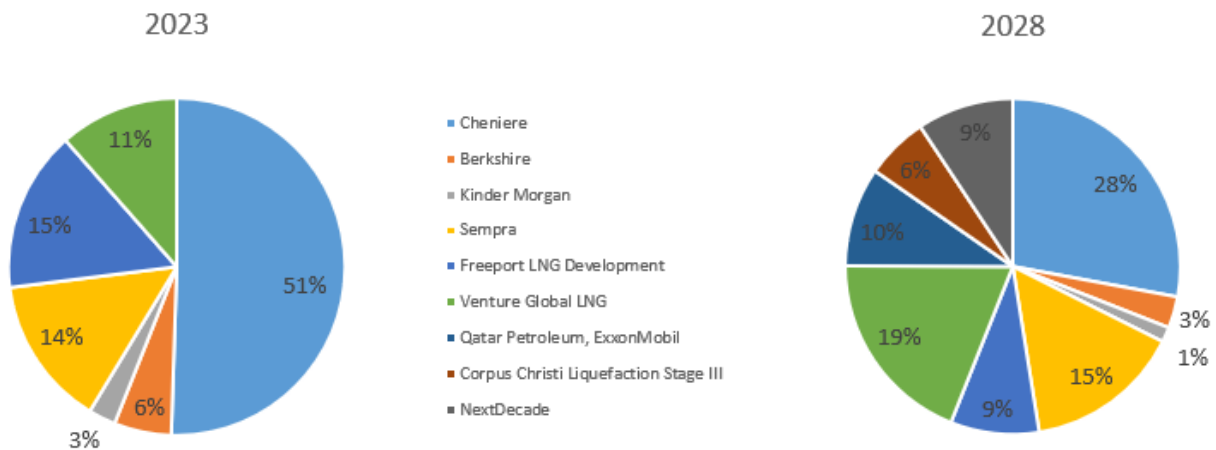 2023
2028
11%
15%
51%
14%
6%
3%
Cheniere
Berkshire
Kinder Morgan
Sempra
Freeport LNG Development
Venture Global LNG
Qatar Petroleum, ExxonMobil
Corpus Christi Liquefaction Stage III
NextDecade
9%
6%
28%
10%
19%
3%
1%
15%
9%